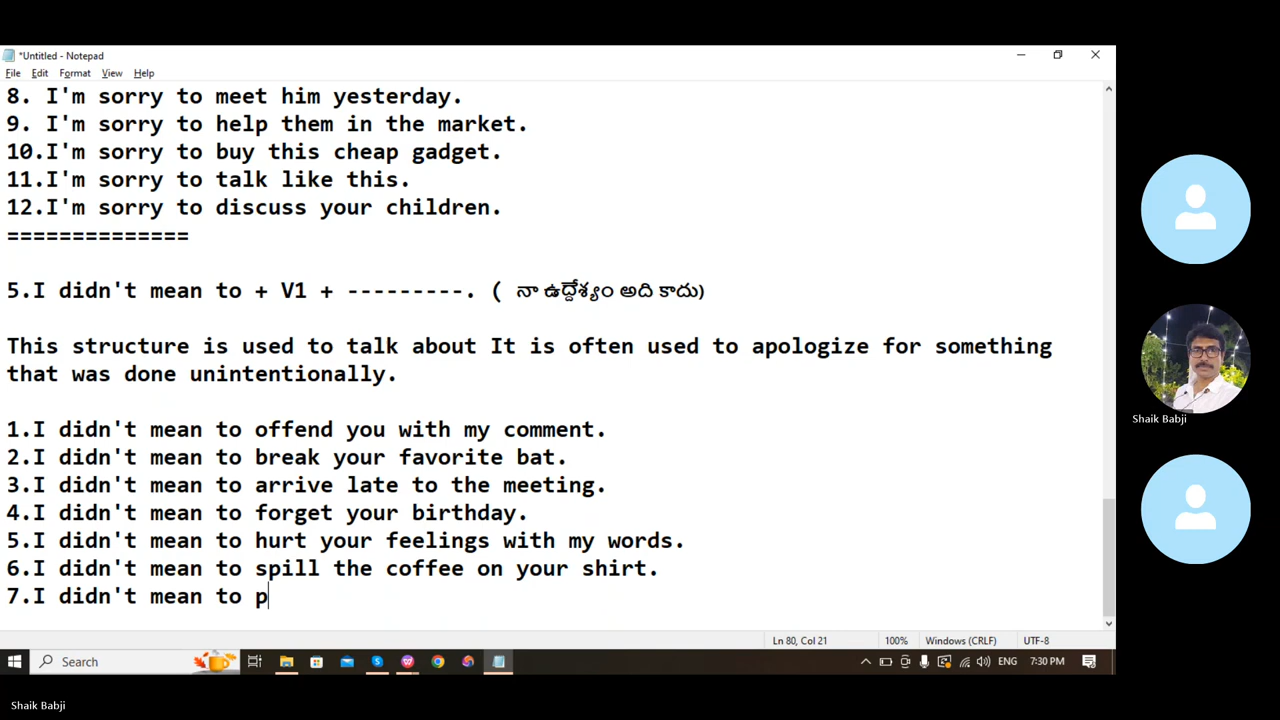 *Untitled - Notepad
File Edit Format View Help
8. I'm sorry to meet him yesterday.
9. I'm sorry to help them in the market.
10.I'm sorry to buy this cheap gadget.
11.I'm sorry to talk like this.
12.I'm sorry to discuss your children.
==============
5.I didn't mean to + V1 + ---------. ( నా ఉద్దేశ్యం అది కాదు)
This structure is used to talk about It is often used to apologize for something
that was done unintentionally.
1.I didn't mean to offend you with my comment.
2.I didn't mean to break your favorite bat.
3.I didn't mean to arrive late to the meeting.
4.I didn't mean to forget your birthday.
5.I didn't mean to hurt your feelings with my words.
6.I didn't mean to spill the coffee on your shirt.
7.I didn't mean to p
Shaik Babji
Ln 80, Col 21 100% Windows (CRLF) UTF-8
Search ENG 7:30 PM
Shaik Babji